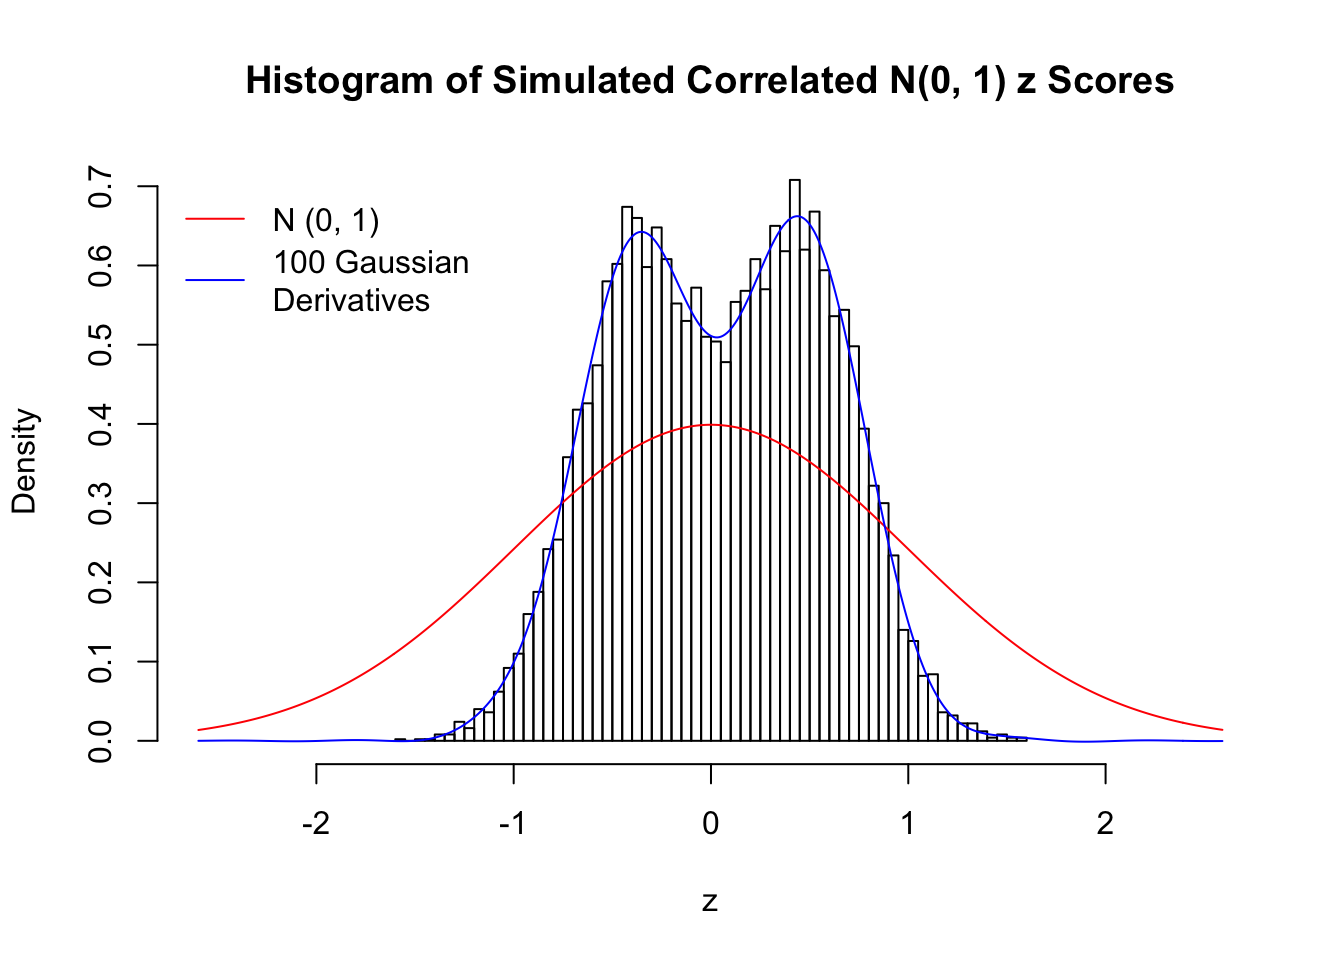 Histogram of Simulated Correlated N(0, 1) z Scores
N (0, 1)
100 Gaussian
Derivatives
Density
0.7
0.6
0.5
0.4
0.3
0.2
0.1
0.0
-2 -1 0 1 2
z